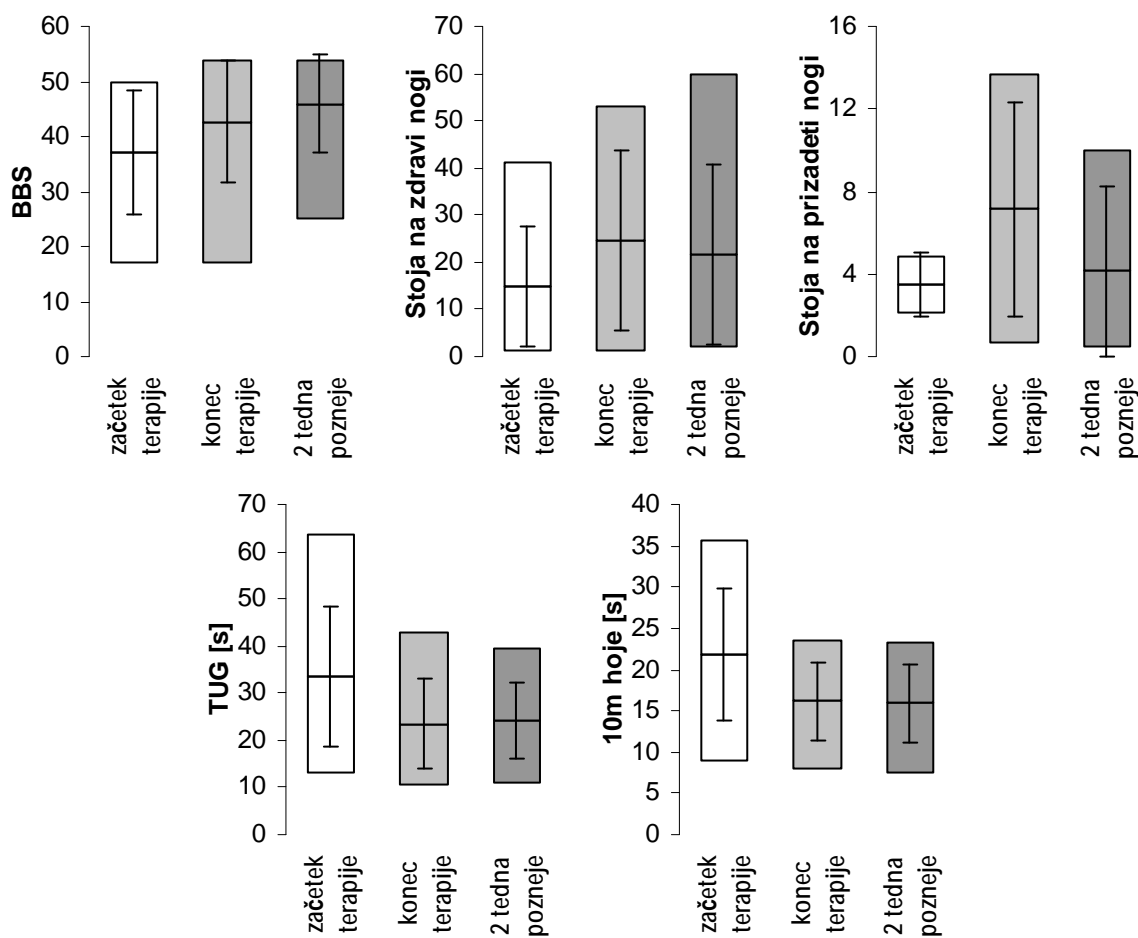 BBS
60
50
40
30
20
10
0
začetek
terapije
konec
terapije
2 tedna
pozneje
Stoja na zdravi nogi
70
60
50
40
30
20
10
0
začetek
terapije
konec
terapije
2 tedna
pozneje
Stoja na prizadeti nogi
16
12
8
4
0
začetek
terapije
konec
terapije
2 tedna
pozneje
TUG [s]
70
60
50
40
30
20
10
0
začetek
terapije
konec
terapije
2 tedna
pozneje
10m hoje [s]
40
35
30
25
20
15
10
5
0
začetek
terapije
konec
terapije
2 tedna
pozneje